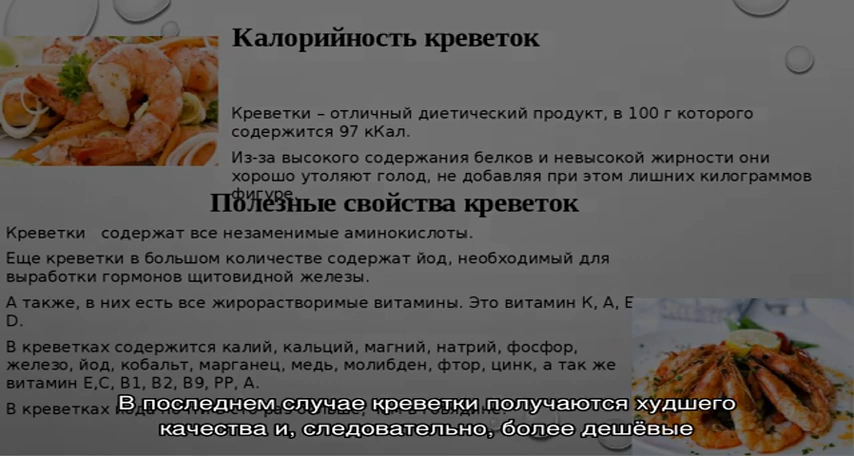 Калорийность креветок
Креветки – отличный диетический продукт, в 100 г которого
содержится 97 кКал.
Из-за высокого содержания белков и невысокой жирности они
хорошо утоляют голод, не добавляя при этом лишних килограммов
фигуре.
Полезные свойства креветок
Креветки содержат все незаменимые аминокислоты.
Еще креветки в большом количестве содержат йод, необходимый для
выработки гормонов щитовидной железы.
А также, в них есть все жирорастворимые витамины. Это витамин К, А, Е
D.
В креветках содержится калий, кальций, магний, натрий, фосфор,
железо, йод, кобальт, марганец, медь, молибден, фтор, цинк, а так же
витамин Е,С, В1, В2, В9, РР, А.
В креветках
В последнем случае креветки получаются худшего
качества и, следовательно, более дешёвые